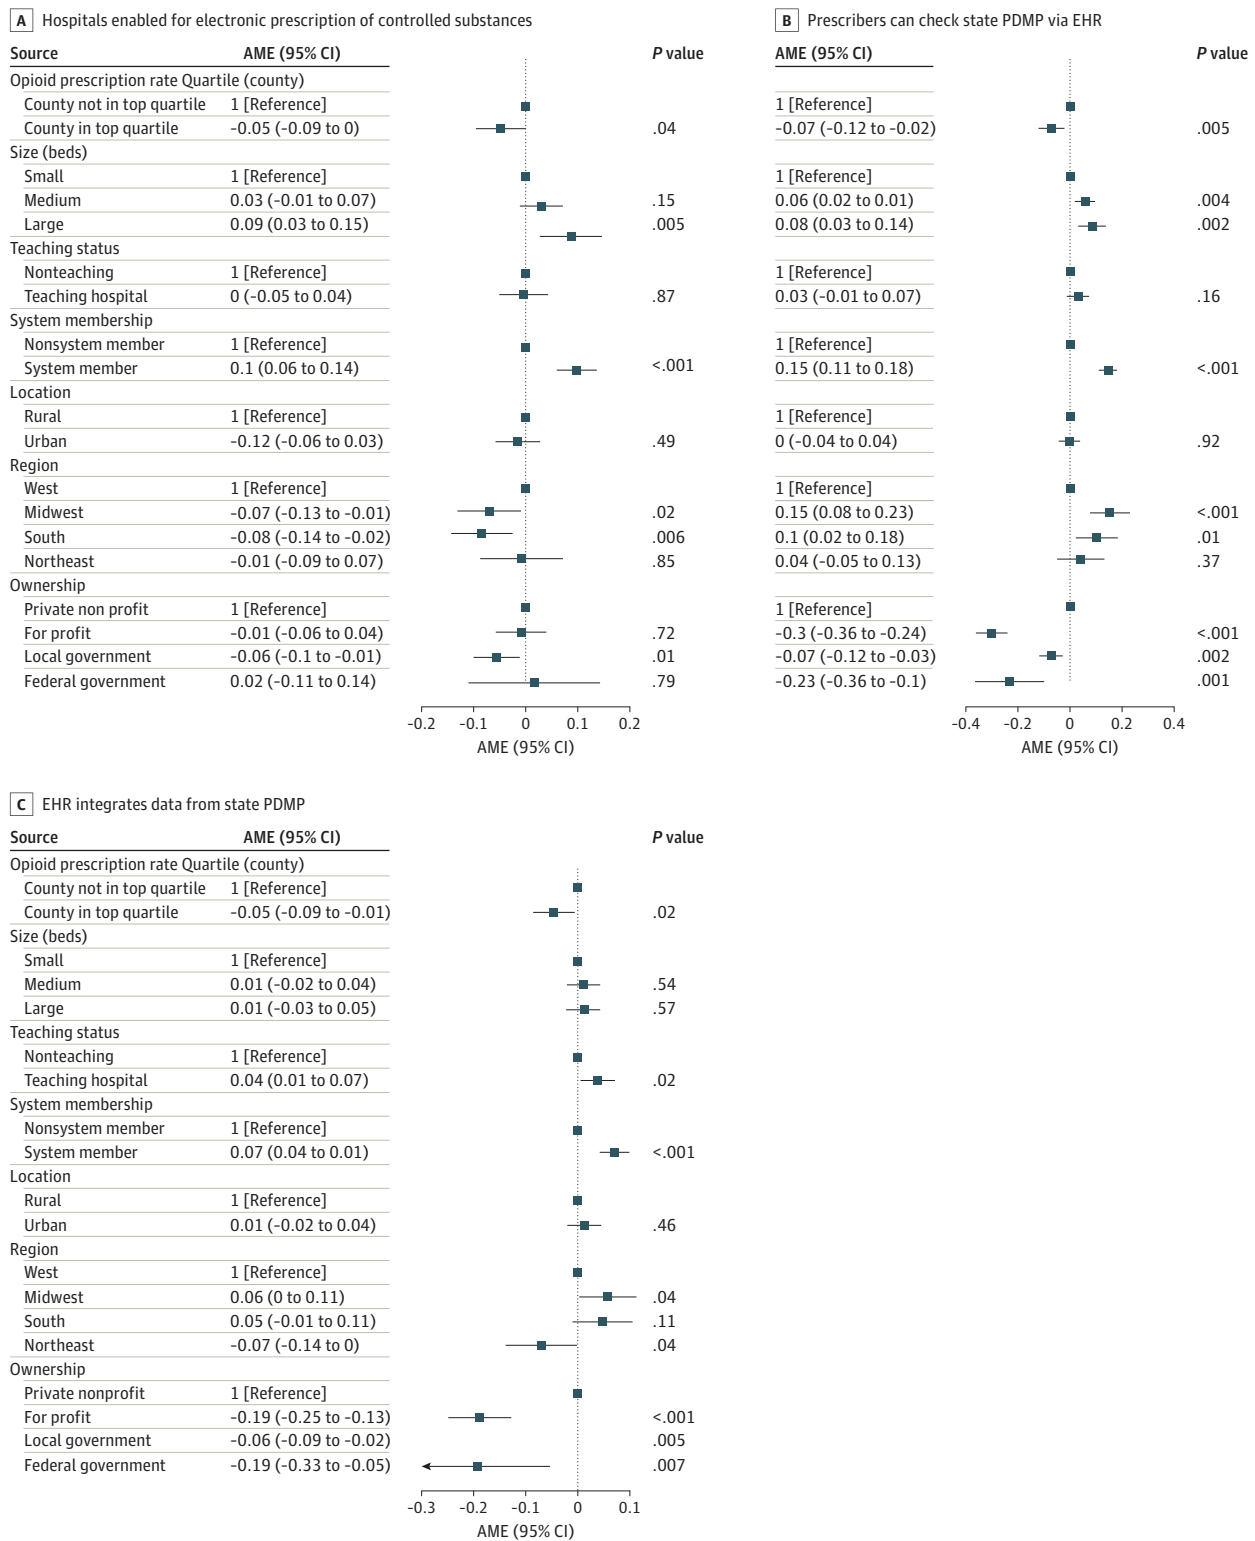 A Hospitals enabled for electronic prescription of controlled substances
Source AME (95% CI) P value
Opioid prescription rate Quartile (county)
County not in top quartile 1 [Reference]
County in top quartile -0.05 (-0.09 to 0) .04
Size (beds)
Small 1 [Reference]
Medium 0.03 (-0.01 to 0.07) .15
Large 0.09 (0.03 to 0.15) .005
Teaching status
Nonteaching 1 [Reference]
Teaching hospital 0 (-0.05 to 0.04) .87
System membership
Nonsystem member 1 [Reference]
System member 0.1 (0.06 to 0.14) <.001
Location
Rural 1 [Reference]
Urban -0.12 (-0.06 to 0.03) .49
Region
West 1 [Reference]
Midwest -0.07 (-0.13 to -0.01) .02
South -0.08 (-0.14 to -0.02) .006
Northeast -0.01 (-0.09 to 0.07) .85
Ownership
Private non profit 1 [Reference]
For profit -0.01 (-0.06 to 0.04) .72
Local government -0.06 (-0.1 to -0.01) .01
Federal government 0.02 (-0.11 to 0.14) .79
-0.2 -0.1 0 0.1 0.2
AME (95% CI)
B Prescribers can check state PDMP via EHR
AME (95% CI) P value
1 [Reference]
-0.07 (-0.12 to -0.02) .005
1 [Reference]
0.06 (0.02 to 0.01) .004
0.08 (0.03 to 0.14) .002
1 [Reference]
0.03 (-0.01 to 0.07) .16
1 [Reference]
0.15 (0.11 to 0.18) <.001
1 [Reference]
0 (-0.04 to 0.04) .92
1 [Reference]
0.15 (0.08 to 0.23) <.001
0.1 (0.02 to 0.18) .01
0.04 (-0.05 to 0.13) .37
1 [Reference]
-0.3 (-0.36 to -0.24) <.001
-0.07 (-0.12 to -0.03) .002
-0.23 (-0.36 to -0.1) .001
-0.4 -0.2 0 0.2 0.4
AME (95% CI)
C EHR integrates data from state PDMP
Source AME (95% CI) P value
Opioid prescription rate Quartile (county)
County not in top quartile 1 [Reference]
County in top quartile -0.05 (-0.09 to -0.01) .02
Size (beds)
Small 1 [Reference]
Medium 0.01 (-0.02 to 0.04) .54
Large 0.01 (-0.03 to 0.05) .57
Teaching status
Nonteaching 1 [Reference]
Teaching hospital 0.04 (0.01 to 0.07) .02
System membership
Nonsystem member 1 [Reference]
System member 0.07 (0.04 to 0.01) <.001
Location
Rural 1 [Reference]
Urban 0.01 (-0.02 to 0.04) .46
Region
West 1 [Reference]
Midwest 0.06 (0 to 0.11) .04
South 0.05 (-0.01 to 0.11) .11
Northeast -0.07 (-0.14 to 0) .04
Ownership
Private nonprofit 1 [Reference]
For profit -0.19 (-0.25 to -0.13) <.001
Local government -0.06 (-0.09 to -0.02) .005
Federal government -0.19 (-0.33 to -0.05) .007
-0.3 -0.2 -0.1 0 0.1
AME (95% CI)